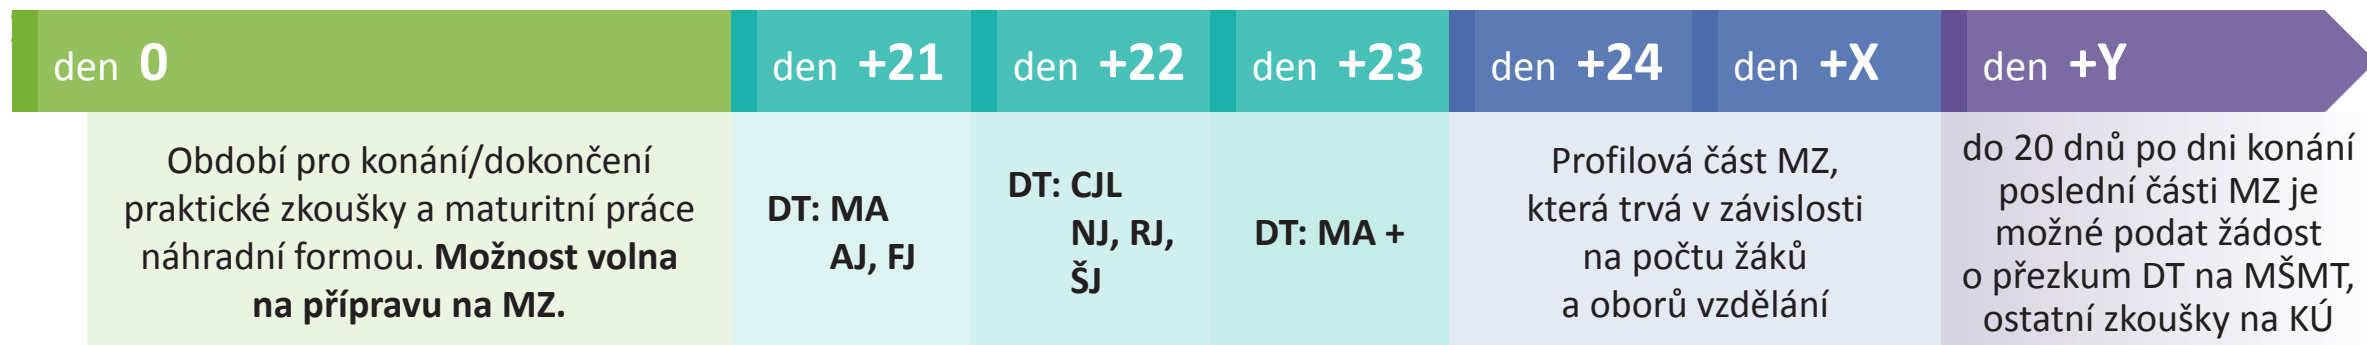 den 0
Období pro konání/dokončení
praktické zkoušky a maturitní práce
náhradní formou. Možnost volna
na přípravu na MZ.
den +21
DT: MA
AJ, FJ
den +22
DT: CJL
NJ, RJ,
ŠJ
den +23
DT: MA +
den +24
den +X
Profilová část MZ,
která trvá v závislosti
na počtu žáků
a oborů vzdělání
den +Y
do 20 dnů po dni konání
poslední části MZ je
možné podat žádost
o přezkum DT na MŠMT,
ostatní zkoušky na KÚ